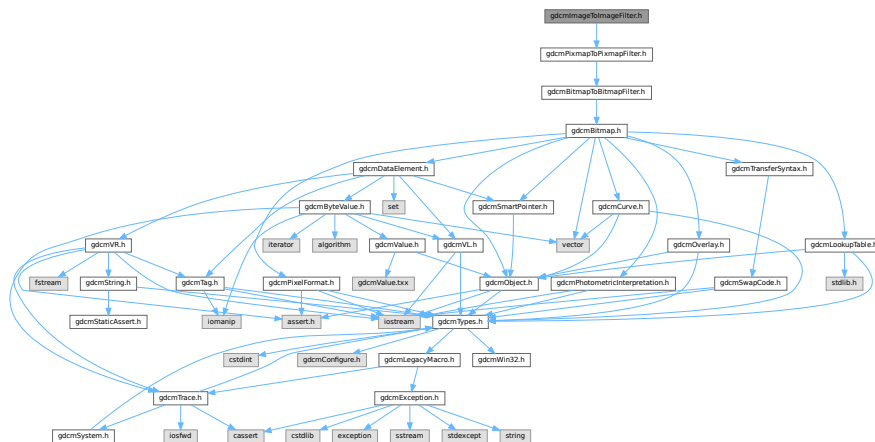 gdcmImageToImageFilter.h
gdcmPixmapToPixmapFilter.h
gdcmBitmapToBitmapFilter.h
gdcmBitmap.h
gdcmDataElement.h
gdcmTransferSyntax.h
gdcmByteValue.h
set
gdcmSmartPointer.h
gdcmCurve.h
gdcmVR.h
iterator
algorithm
gdcmValue.h
gdcmVL.h
vector
gdcmOverlay.h
gdcmLookupTable.h
fstream
gdcmString.h
gdcmTag.h
gdcmPixelFormat.h
gdcmValue.txx
gdcmObject.h
gdcmPhotometricInterpretation.h
gdcmSwapCode.h
stdlib.h
gdcmStaticAssert.h
iomanip
assert.h
iostream
gdcmTypes.h
cstdint
gdcmConfigure.h
gdcmLegacyMacro.h
gdcmWin32.h
gdcmTrace.h
gdcmException.h
gdcmSystem.h
iosfwd
cassert
cstdlib
exception
sstream
stdexcept
string